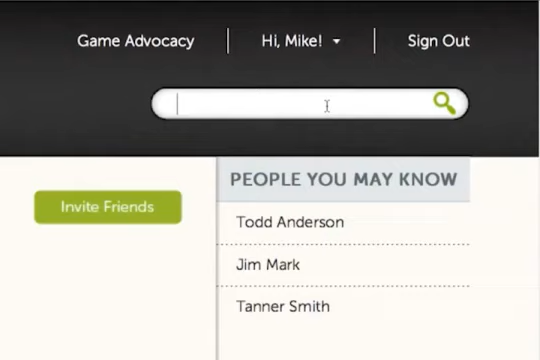 Game Advocacy
Hi, Mike!
Sign Out
PEOPLE YOU MAY KNOW
Invite Friends
Todd Anderson
Jim Mark
Tanner Smith